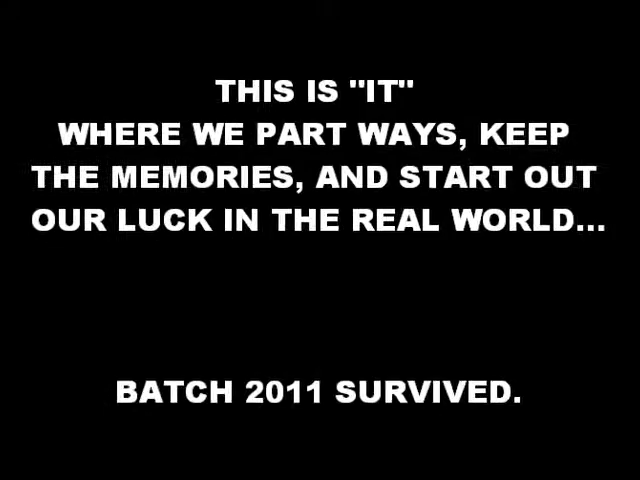 THIS IS "IT"
WHERE WE PART WAYS, KEEP
THE MEMORIES, AND START OUT
OUR LUCK IN THE REAL WORLD...
BATCH 2011 SURVIVED.